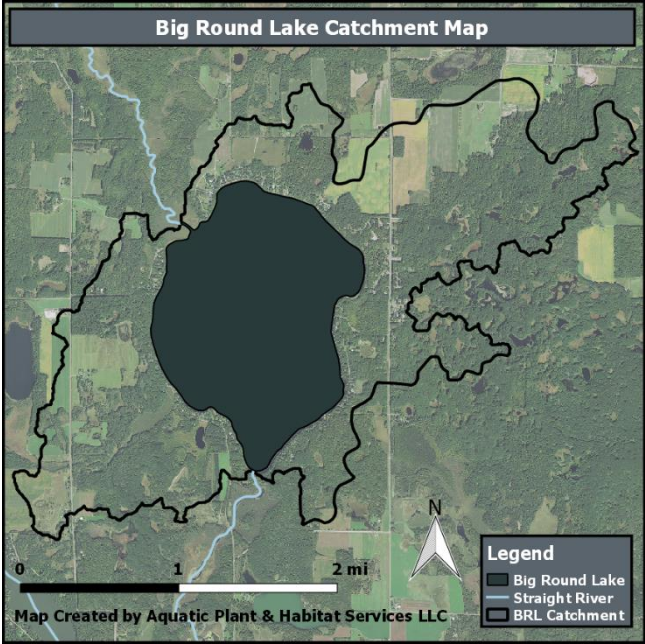 Big Round Lake Catchment Map
N
Legend
Big Round Lake
Straight River
BRL Catchment
0 1 2 mi
Map Created by Aquatic Plant & Habitat Services LLC